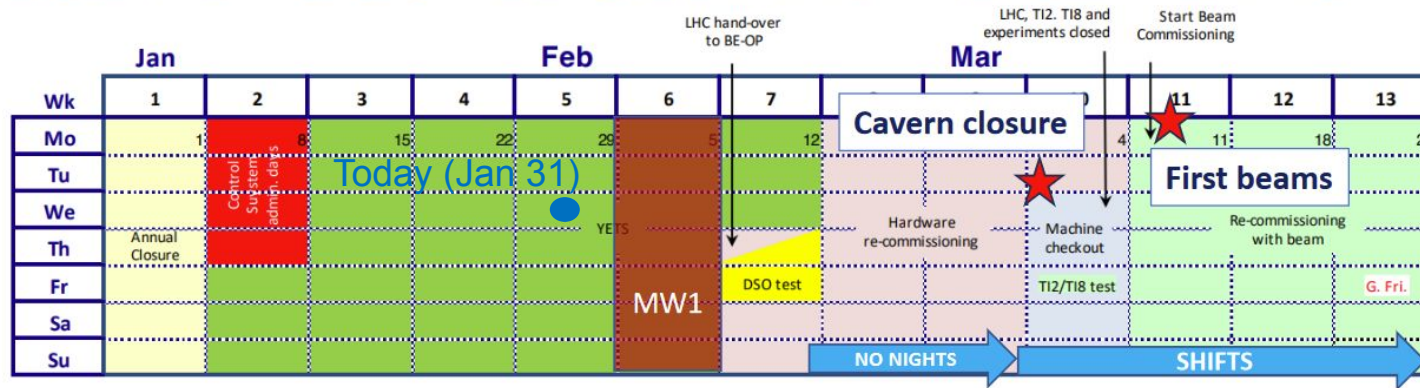 LHC hand-over
to BE-OP
LHC, TI2. TI8 and
experiments closed
Start Beam
Commissioning
Jan Feb Mar
Wk 1 2 3 4 5 6 7 11 12 13
Mo 1 8 15 22 29 5 12 4 11 18
Cavern closure
Tu
Control
Suystem
admin. days
Today (Jan 31)
First beams
We
YETS
Hardware
re-commissioning
Re-commissioning
with beam
Th
Annual
Closure
Machine
checkout
Fr
DSO test
TI2/TI8 test
G. Fri.
MW1
Sa
Su
NO NIGHTS
SHIFTS